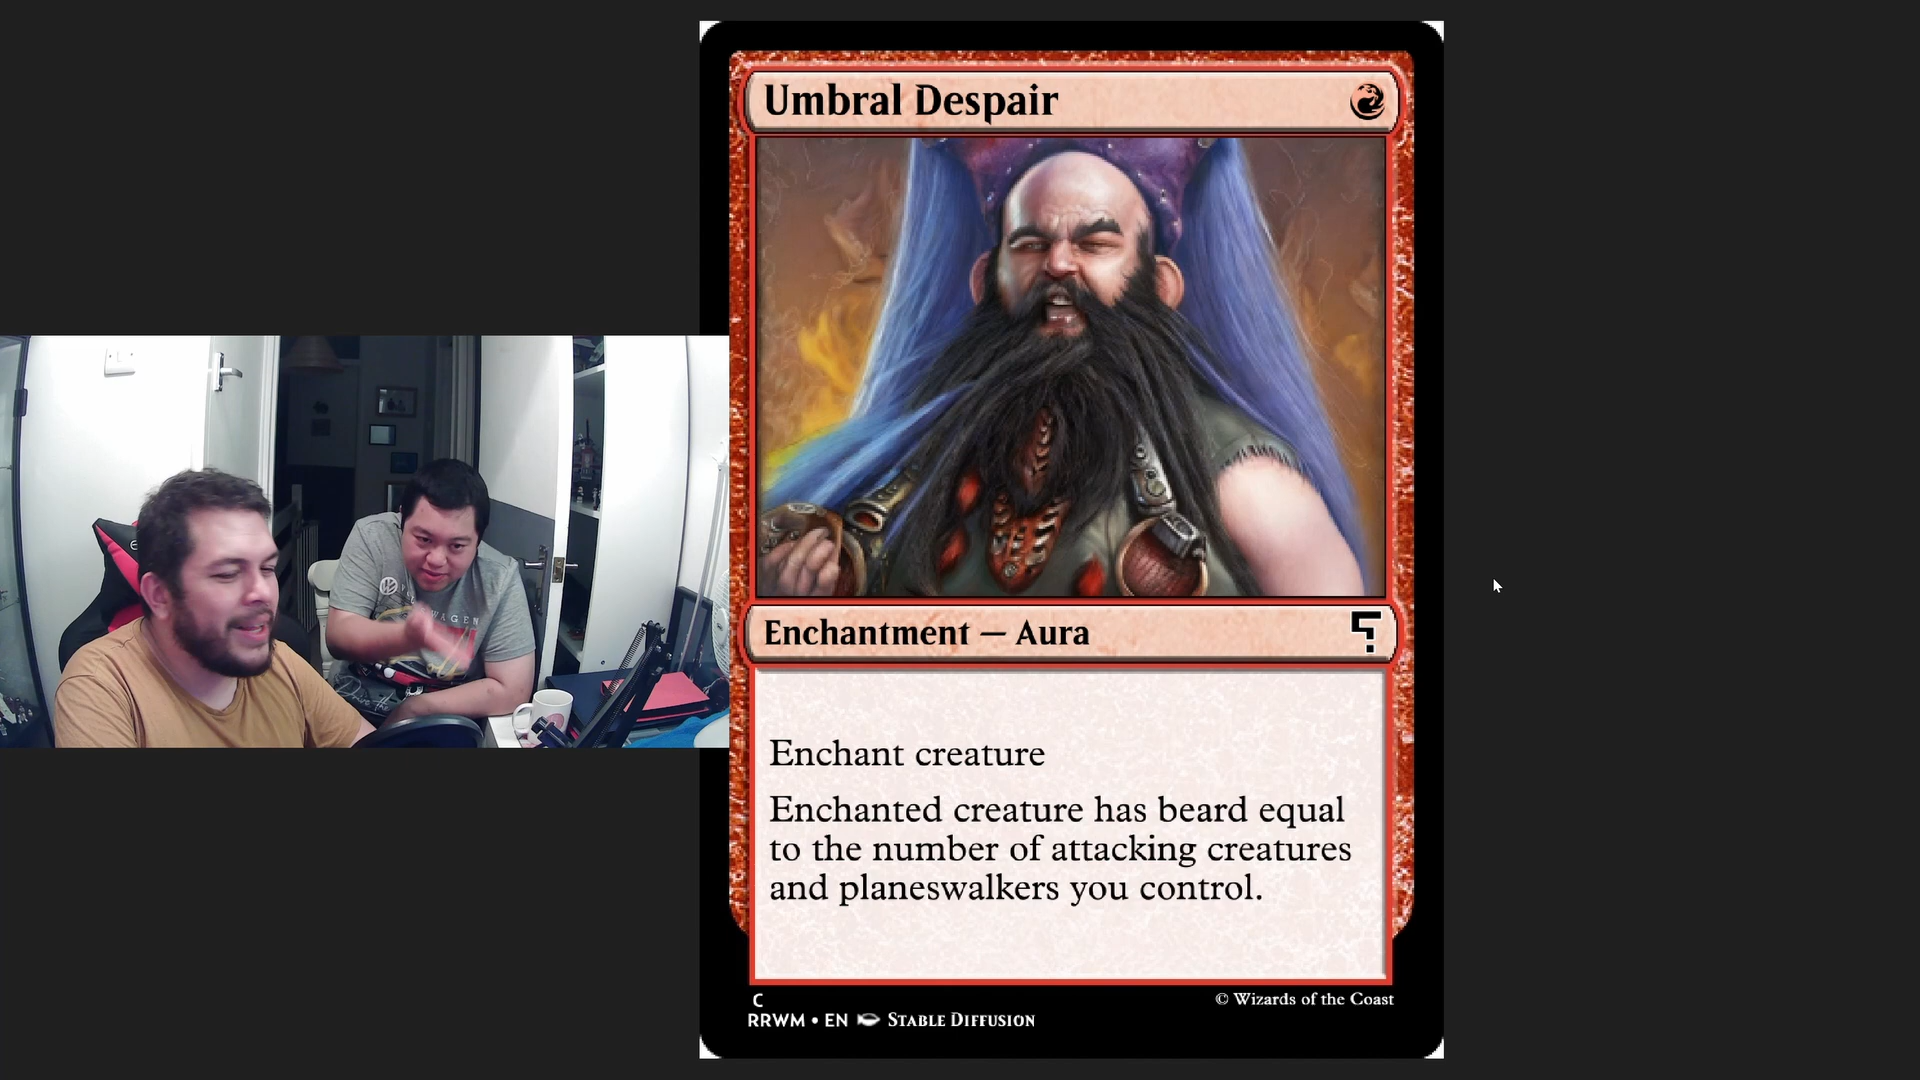 Umbral Despair
Enchantment — Aura
Enchant creature
Enchanted creature has beard equal
to the number of attacking creatures
and planeswalkers you control.
C
© Wizards of the Coast
RRWM • EN STABLE DIFFUSION